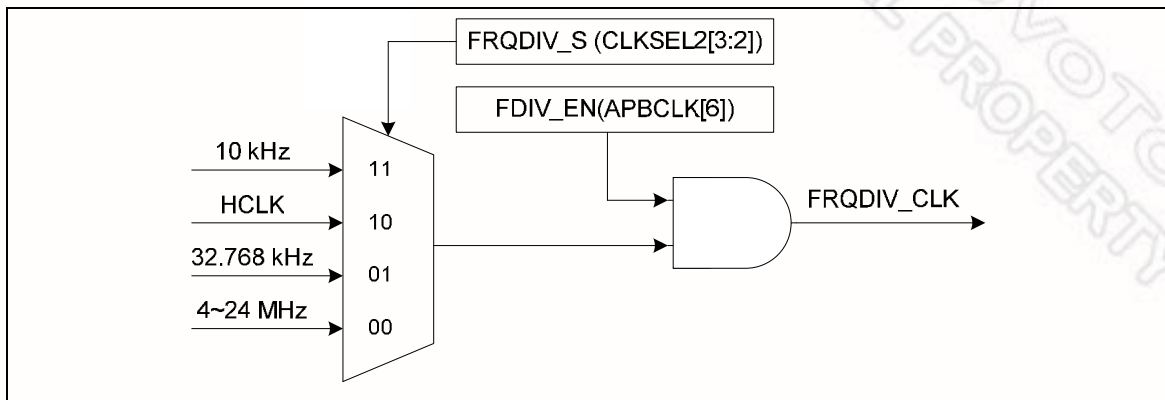 FRQDIV_S (CLKSEL2[3:2])
FDIV_EN(APBCLK[6])
10 kHz
11
HCLK
10
32.768 kHz
01
4~24 MHz
00
FRQDIV_CLK
PROPERTY